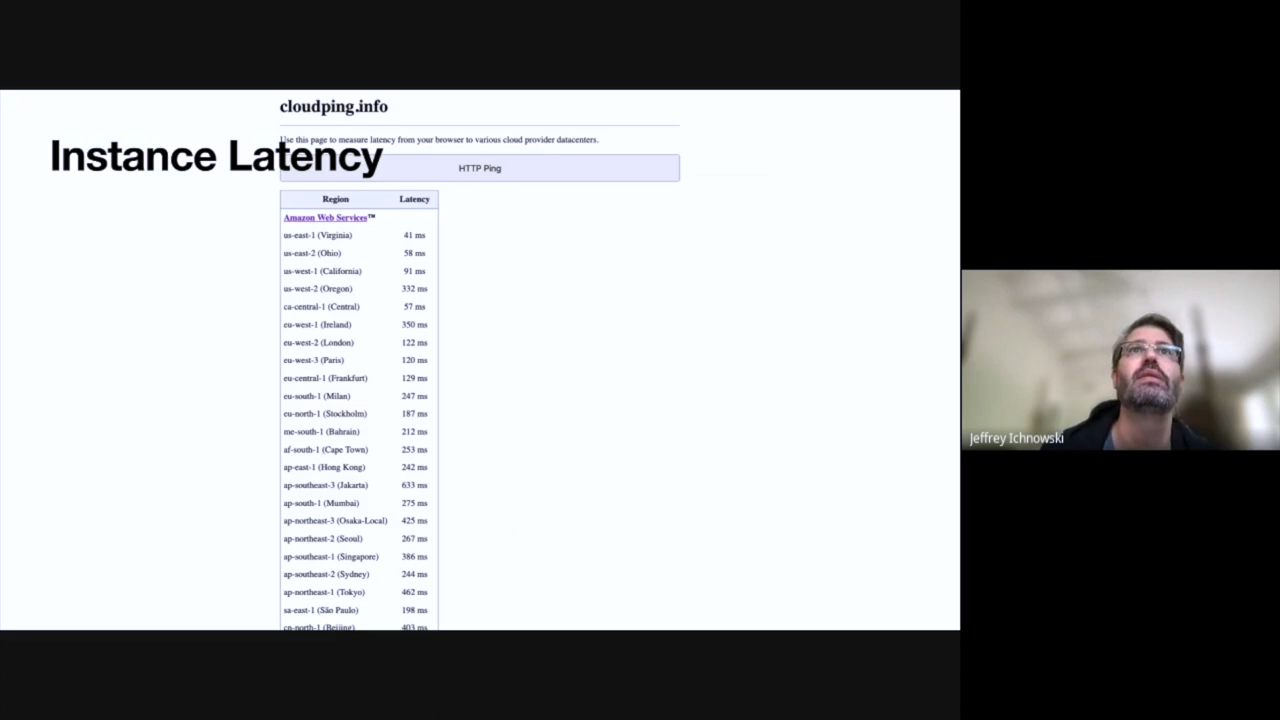 cloudping.info
Use this page to measure latency from your browser to various cloud provider datacenters.
Instance Latency
HTTP Ping
Region Latency
Amazon Web Services™
us-east-1 (Virginia) 41 ms
us-east-2 (Ohio) 58 ms
us-west-1 (California) 91 ms
us-west-2 (Oregon) 332 ms
ca-central-1 (Central) 57 ms
eu-west-1 (Ireland) 350 ms
eu-west-2 (London) 122 ms
eu-west-3 (Paris) 120 ms
eu-central-1 (Frankfurt) 129 ms
eu-south-1 (Milan) 247 ms
eu-north-1 (Stockholm) 187 ms
me-south-1 (Bahrain) 212 ms
af-south-1 (Cape Town) 253 ms
ap-east-1 (Hong Kong) 242 ms
ap-southeast-3 (Jakarta) 633 ms
ap-south-1 (Mumbai) 275 ms
ap-northeast-3 (Osaka-Local) 425 ms
ap-northeast-2 (Seoul) 267 ms
ap-southeast-1 (Singapore) 386 ms
ap-southeast-2 (Sydney) 244 ms
ap-northeast-1 (Tokyo) 462 ms
sa-east-1 (São Paulo) 198 ms
cn-north-1 (Beijing) 403 ms
Jeffrey Ichnowski